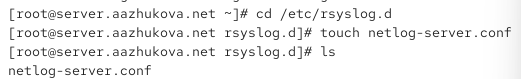 [root@server.aazhukova.net ~]# cd /etc/rsyslog.d
[root@server.aazhukova.net rsyslog.d]# touch netlog-server.conf
[root@server.aazhukova.net rsyslog.d]# ls
netlog-server.conf